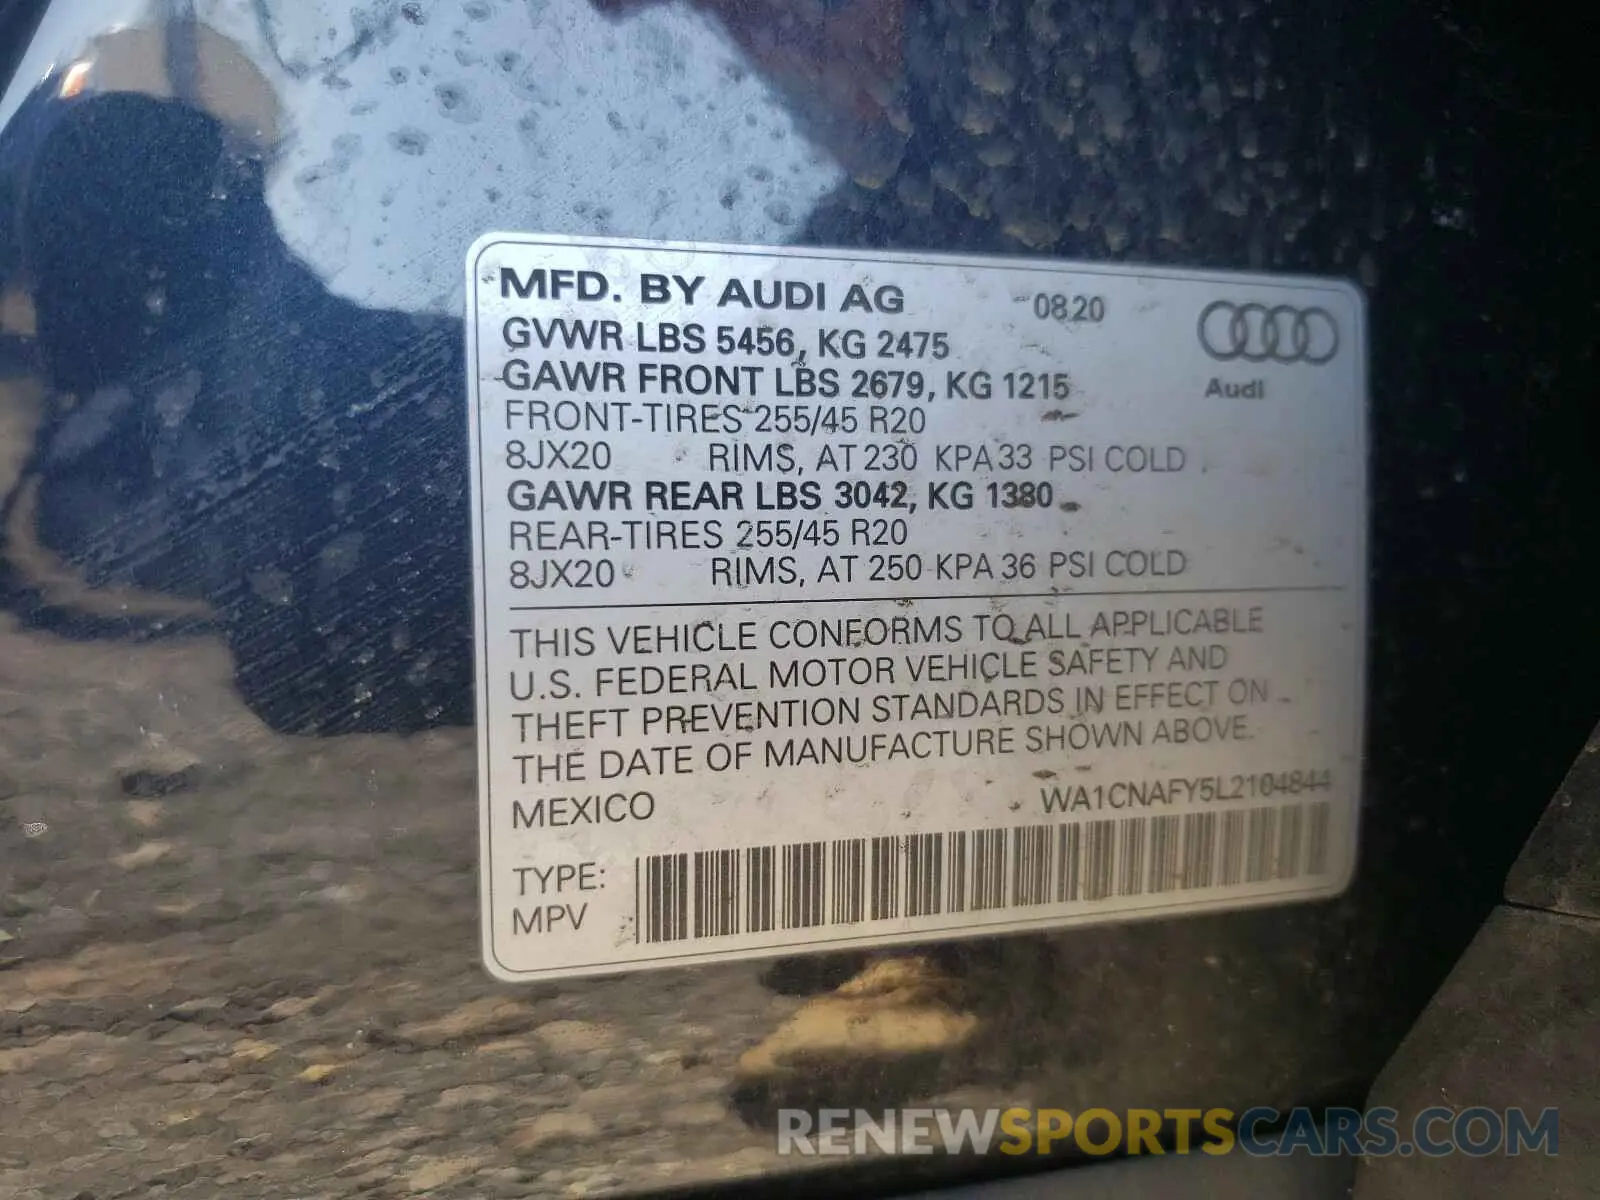 MFD. BY AUDI AG 08.20
GVWR LBS 5456, KG 2475
GAWR FRONT LBS 2679, KG 1215
Audi
FRONT-TIRES 255/45 R20
8JX20 RIMS, AT 230 KPA 33 PSI COLD
GAWR REAR LBS 3042, KG 1380
REAR-TIRES 255/45 R20
8JX20 RIMS, AT 250 KPA 36 PSI COLD
THIS VEHICLE CONFORMS TO ALL APPLICABLE
U.S. FEDERAL MOTOR VEHICLE SAFETY AND
THEFT PREVENTION STANDARDS IN EFFECT ON
THE DATE OF MANUFACTURE SHOWN ABOVE.
MEXICO WA1CNAFY5L2104844
TYPE:
MPV
RENEWSPORTSCARS.COM